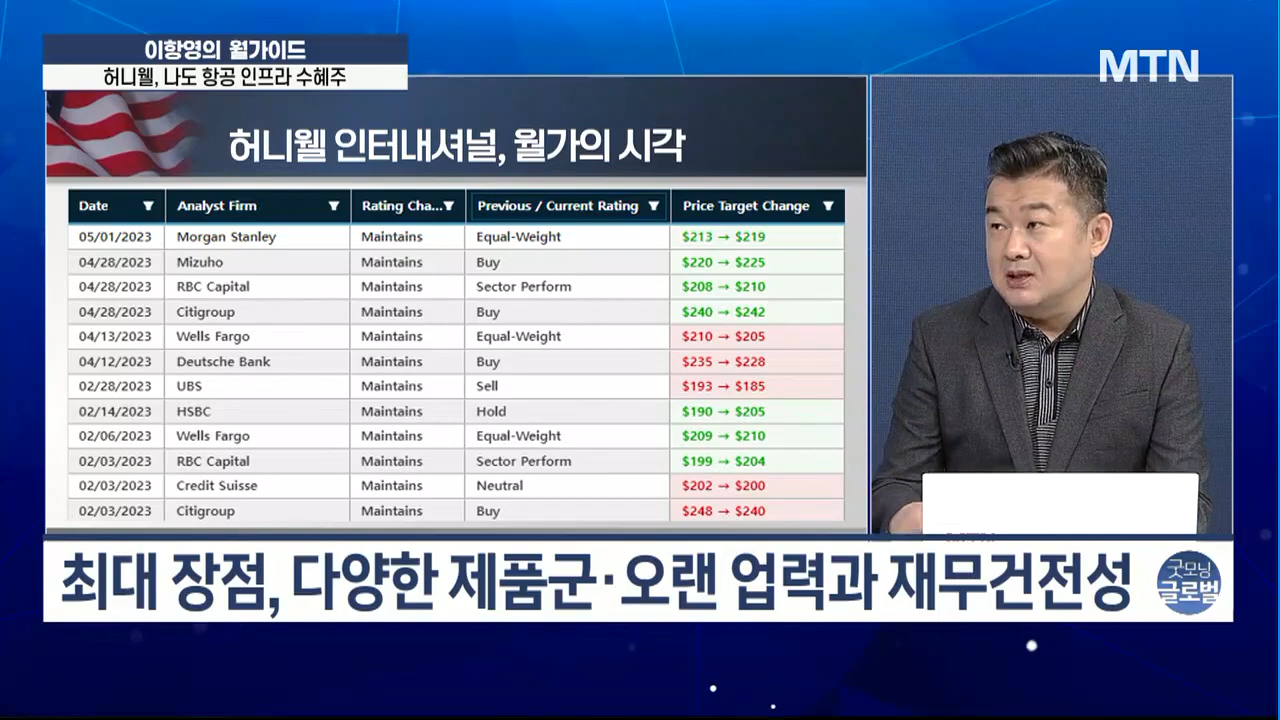 이항영의 월가이드
허니웰, 나도 항공 인프라 수혜주
MTN
허니웰 인터내셔널, 월가의 시각
Date Analyst Firm Rating Cha... Previous / Current Rating Price Target Change
05/01/2023 Morgan Stanley Maintains Equal-Weight $213 → $219
04/28/2023 Mizuho Maintains Buy $220 → $225
04/28/2023 RBC Capital Maintains Sector Perform $208 → $210
04/28/2023 Citigroup Maintains Buy $240 → $242
04/13/2023 Wells Fargo Maintains Equal-Weight $210 → $205
04/12/2023 Deutsche Bank Maintains Buy $235 → $228
02/28/2023 UBS Maintains Sell $193 → $185
02/14/2023 HSBC Maintains Hold $190 → $205
02/06/2023 Wells Fargo Maintains Equal-Weight $209 → $210
02/03/2023 RBC Capital Maintains Sector Perform $199 → $204
02/03/2023 Credit Suisse Maintains Neutral $202 → $200
02/03/2023 Citigroup Maintains Buy $248 → $240
최대 장점, 다양한 제품군·오랜 업력과 재무건전성
굿모닝
글로벌